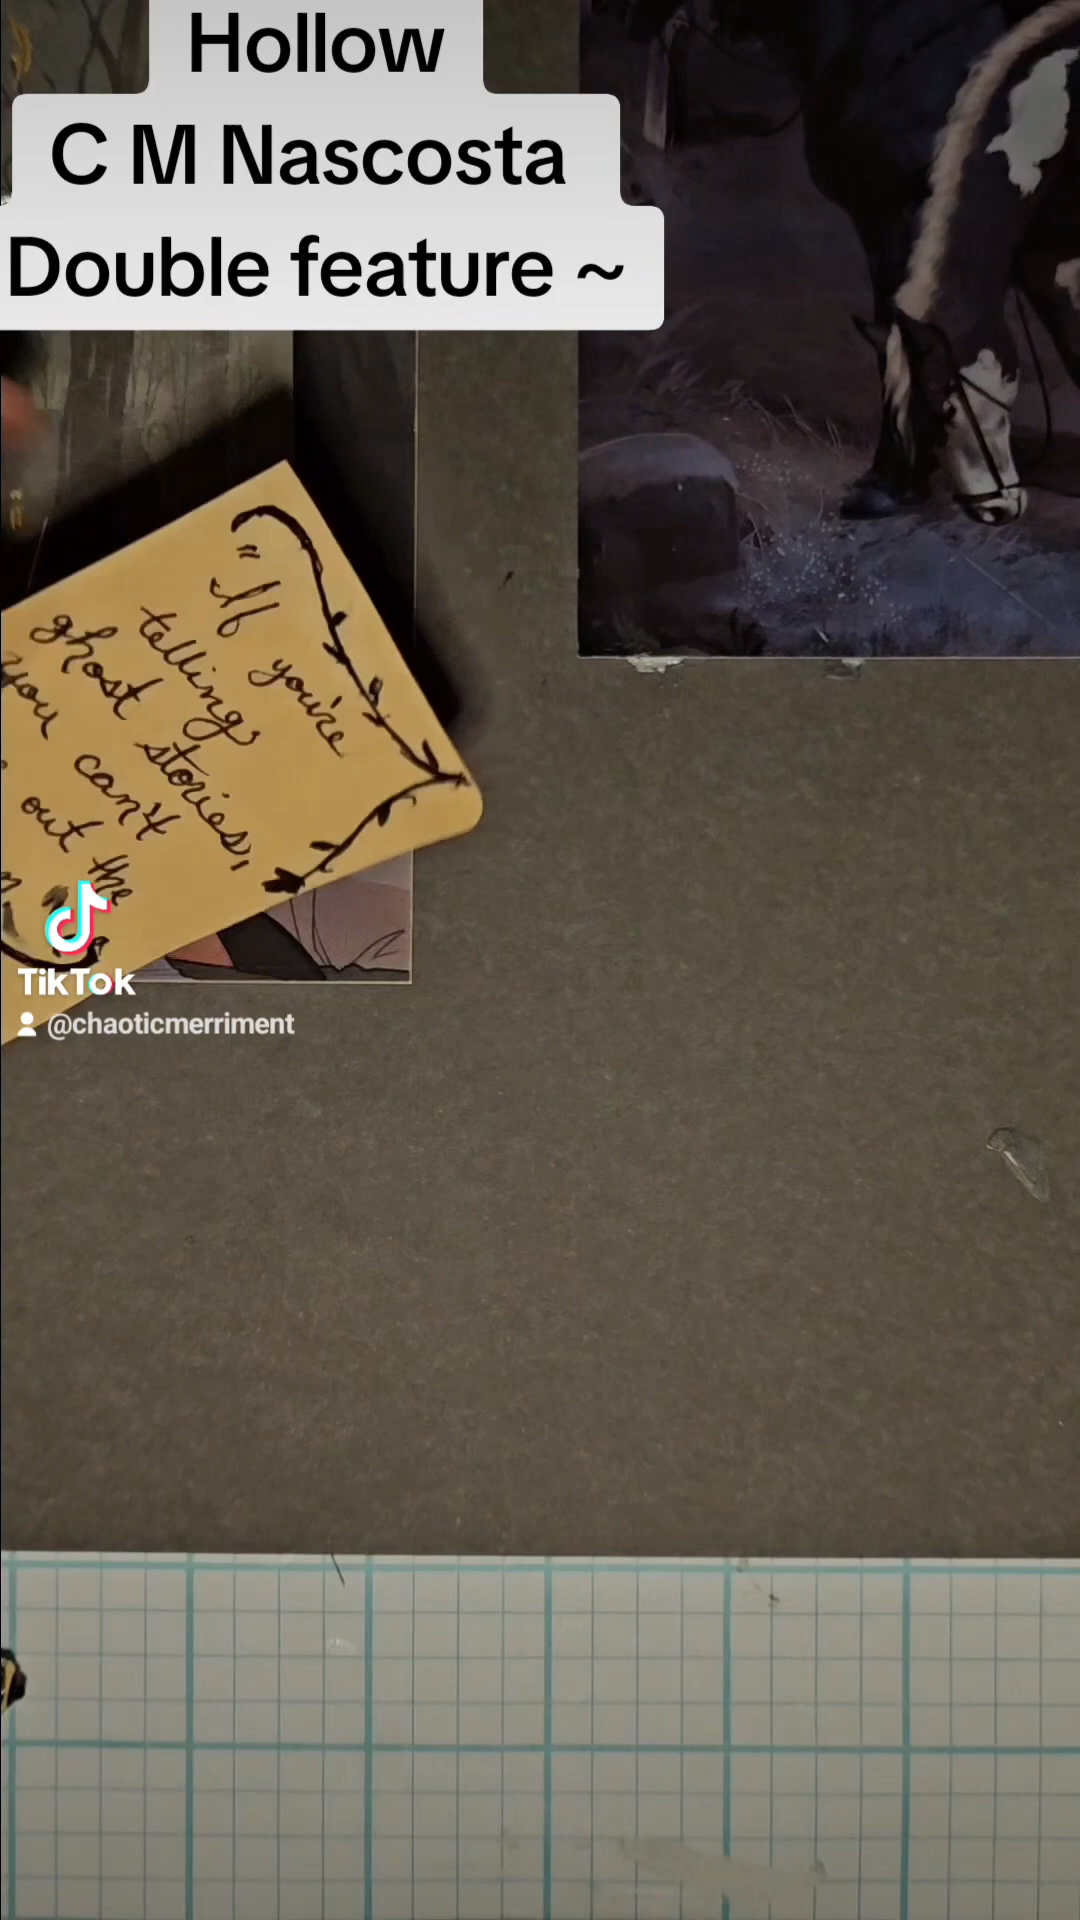 Hollow
C M Nascosta
Double feature ~
"If you're
telling
ghost stories,
you can't
out the
TikTok
@chaoticmerriment